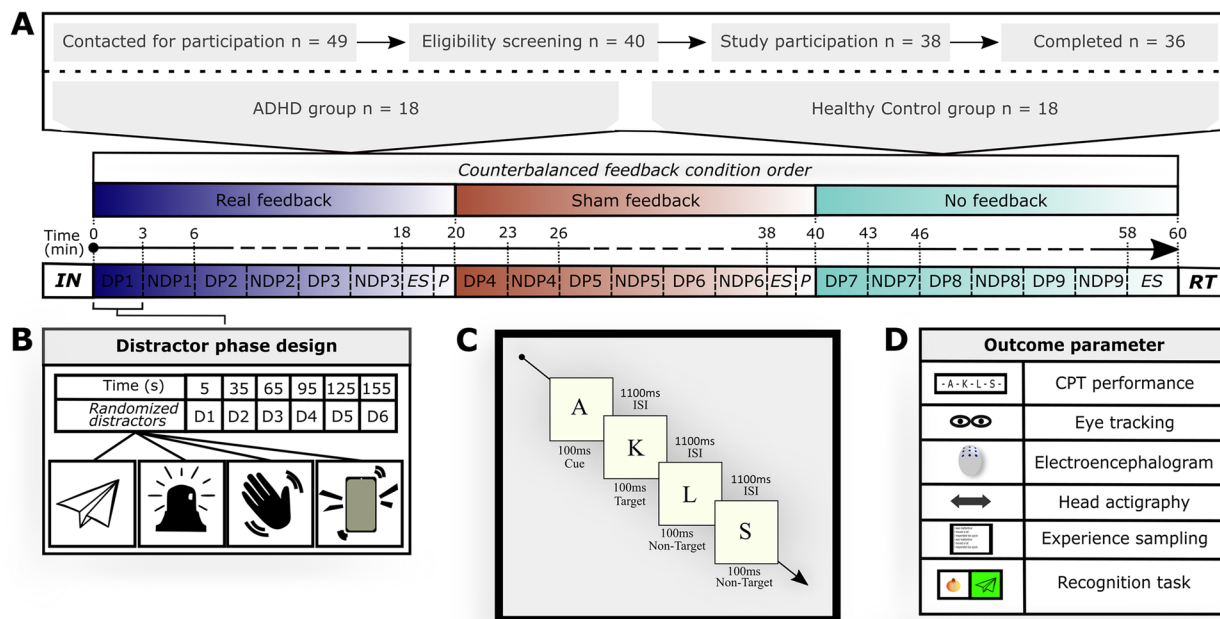 A
Contacted for participation n = 49
Eligibility screening n = 40
Study participation n = 38
Completed n = 36
ADHD group n = 18
Healthy Control group n = 18
Counterbalanced feedback condition order
Real feedback
Sham feedback
No feedback
Time (min)
0 3 6 18 20 23 26 38 40 43 46 58 60
IN DP1 NDP1 DP2 NDP2 DP3 NDP3 ES P DP4 NDP4 DP5 NDP5 DP6 NDP6 ES P DP7 NDP7 DP8 NDP8 DP9 NDP9 ES RT
B
Distractor phase design
Time (s) 5 35 65 95 125 155
Randomized distractors D1 D2 D3 D4 D5 D6
C
A
100ms
Cue
1100ms
ISI
K
100ms
Target
1100ms
ISI
L
100ms
Non-Target
1100ms
ISI
S
100ms
Non-Target
D
Outcome parameter
-A-K-L-S-
CPT performance
Eye tracking
Electroencephalogram
Head actigraphy
Experience sampling
Recognition task